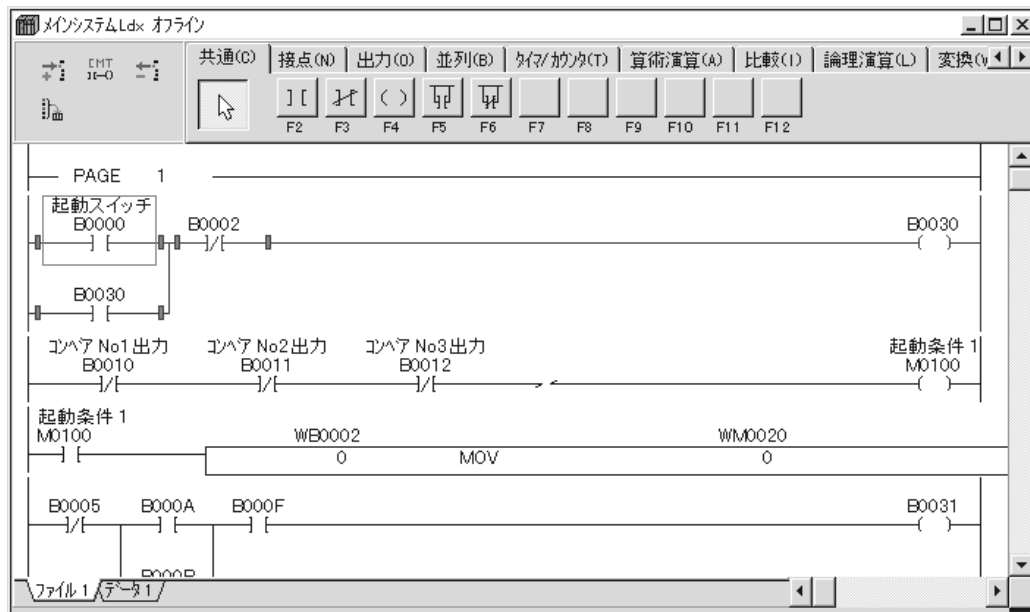 メインシステム.Ldx オフライン
CMT
共通(C) 接点(N) 出力(O) 並列(B) タイマ/カウンタ(T) 算術演算(A) 比較(I) 論理演算(L) 変換(V
F2 F3 F4 F5 F6 F7 F8 F9 F10 F11 F12
PAGE 1
起動スイッチ
B0000 B0002 B0030
B0030
コンベア No1出力 コンベア No2出力 コンベア No3出力 起動条件 1
B0010 B0011 B0012 M0100
起動条件 1
M0100 WB0002 WM0020
0 MOV 0
B0005 B000A B000F B0031
ファイル 1 データ 1